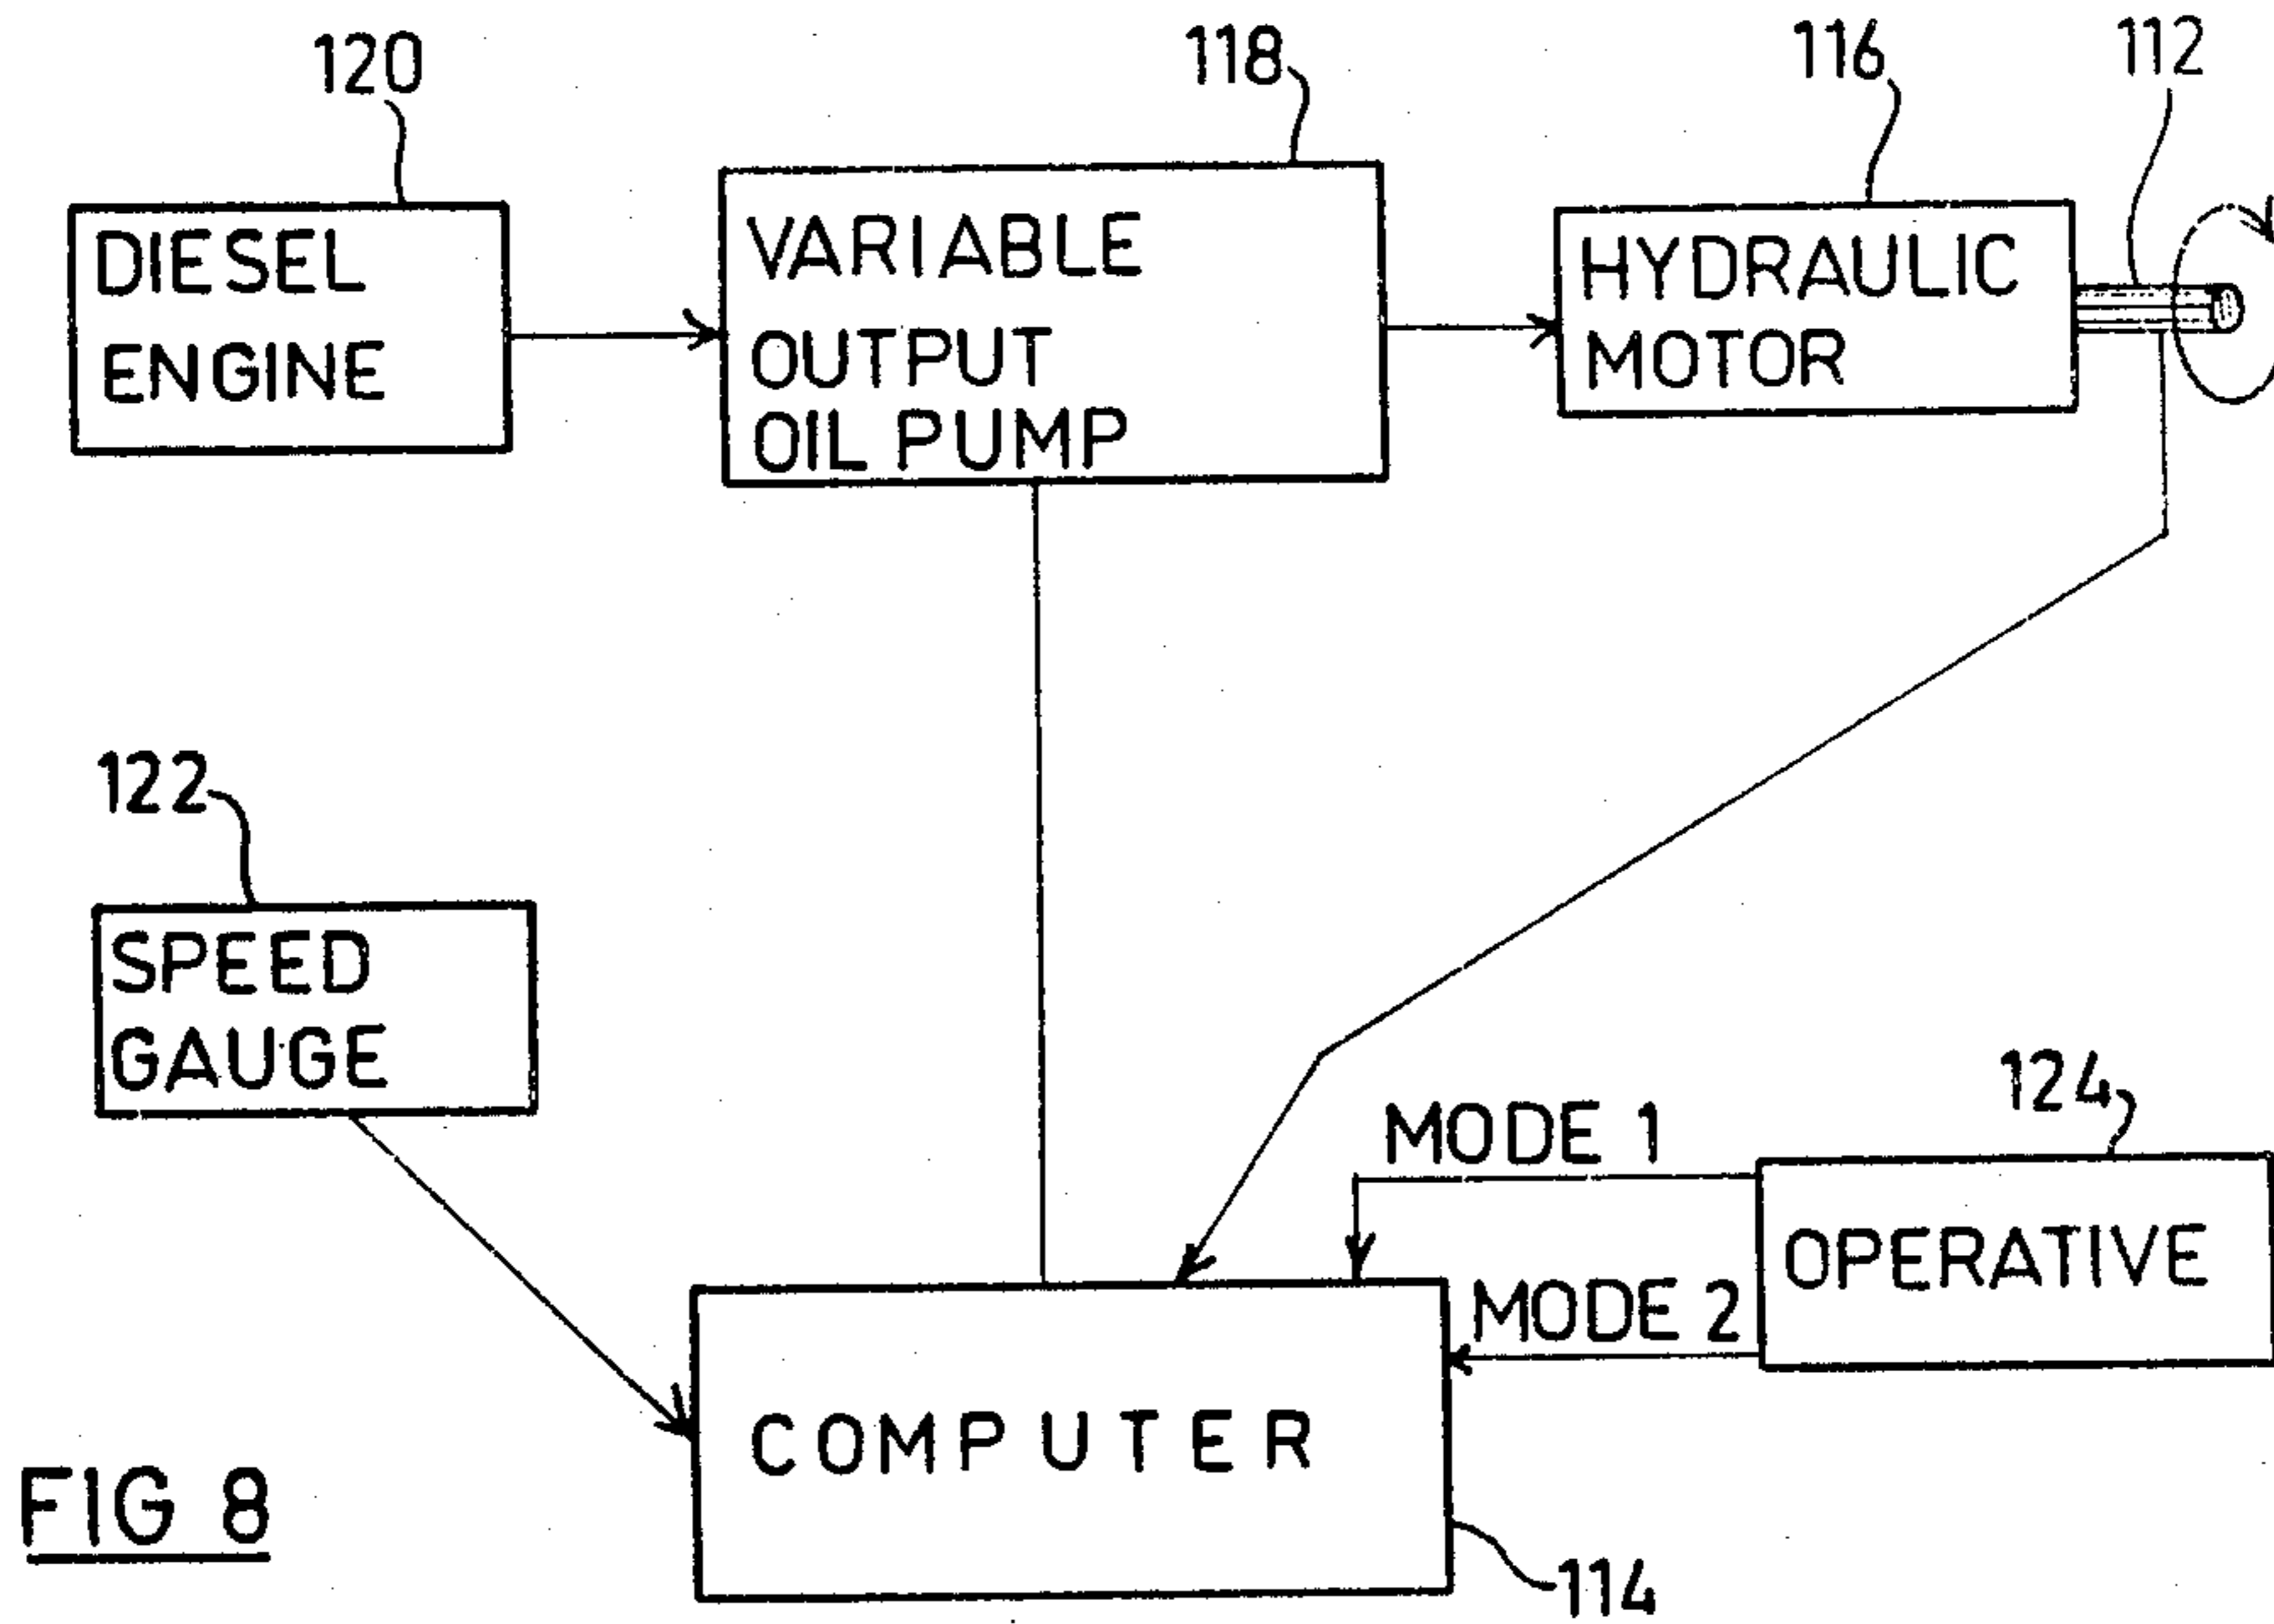 120
118
116
112
DIESEL
ENGINE
VARIABLE
OUTPUT
OIL PUMP
HYDRAULIC
MOTOR
122
SPEED
GAUGE
124
MODE 1
OPERATIVE
MODE 2
COMPUTER
FIG 8
114